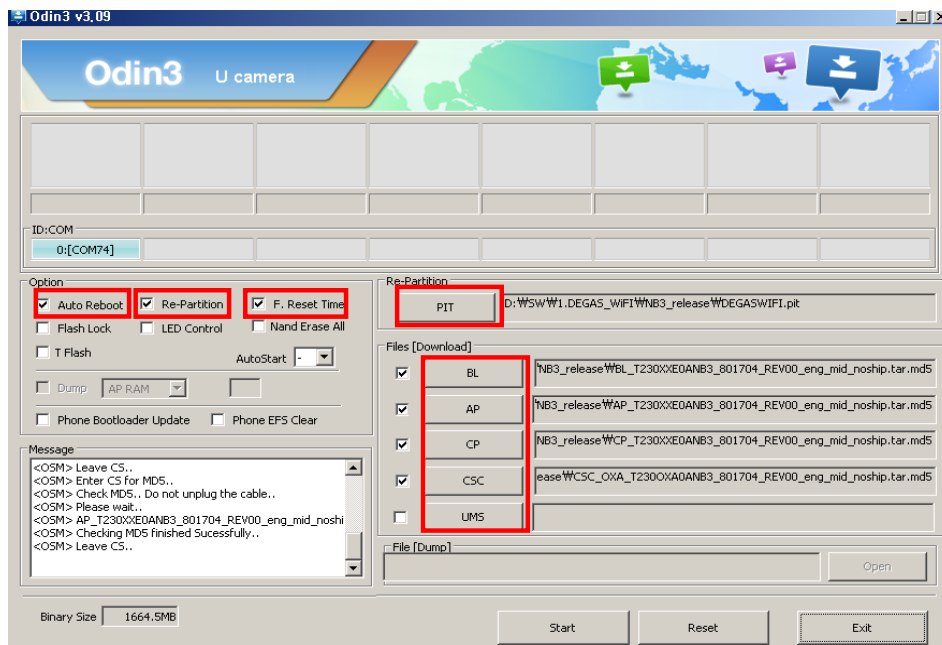 Odin3 v3.09
Odin3 U camera
ID:COM
0:[COM74]
Option
Auto Reboot Re-Partition F. Reset Time
Flash Lock LED Control Nand Erase All
T Flash AutoStart -
Dump AP RAM
Phone Bootloader Update Phone EFS Clear
Message
<OSM> Leave CS..
<OSM> Enter CS for MD5..
<OSM> Check MD5.. Do not unplug the cable..
<OSM> Please wait..
<OSM> AP_T230XXE0ANB3_801704_REV00_eng_mid_noshi
<OSM> Checking MD5 finished Sucessfully..
<OSM> Leave CS..
Re-Partition
PIT D:₩SW₩1.DEGAS_WIFI₩NB3_release₩DEGASWIFI.pit
Files [Download]
BL NB3_release₩BL_T230XXE0ANB3_801704_REV00_eng_mid_noship.tar.md5
AP NB3_release₩AP_T230XXE0ANB3_801704_REV00_eng_mid_noship.tar.md5
CP NB3_release₩CP_T230XXE0ANB3_801704_REV00_eng_mid_noship.tar.md5
CSC ease₩CSC_OXA_T230OXA0ANB3_801704_REV00_eng_mid_noship.tar.md5
UMS
File [Dump]
Open
Binary Size 1664.5MB
Start Reset Exit